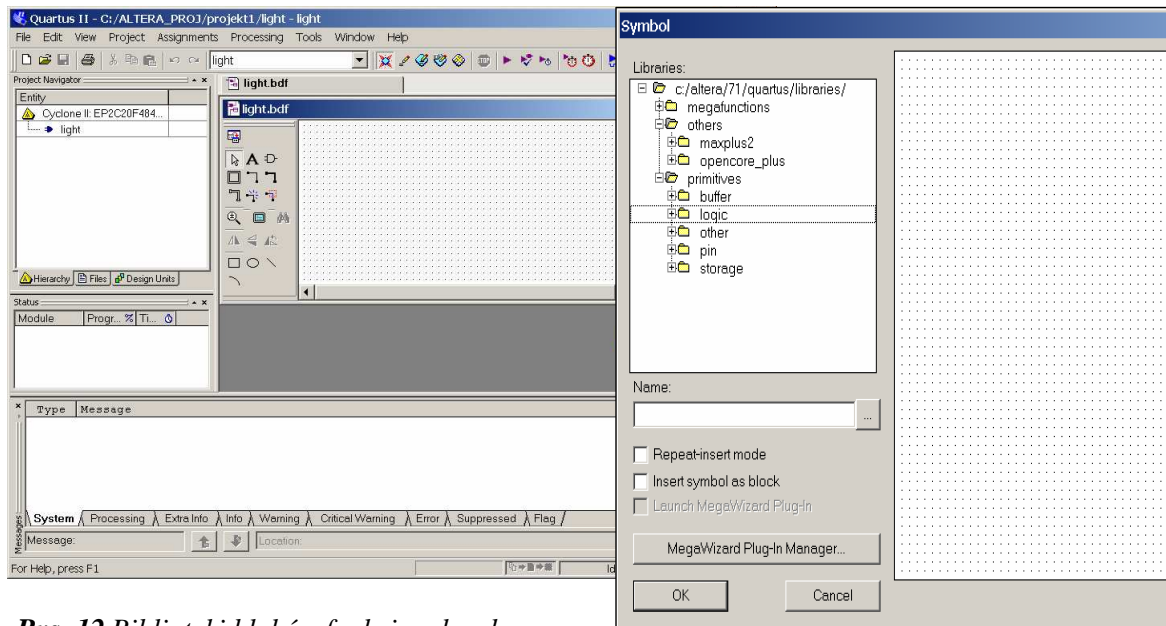 Quartus II - C:/ALTERA_PROJ/projekt1/light - light
File Edit View Project Assignments Processing Tools Window Help
light
Project Navigator
Entity
Cyclone II: EP2C20F484...
light
Hierarchy Files Design Units
Status
Module Progr... % Ti...
light.bdf
light.bdf
A
Type Message
System Processing Extra Info Info Warning Critical Warning Error Suppressed Flag
Messages
Message: Location:
For Help, press F1
Symbol
Libraries:
c:/altera/71/quartus/libraries/
megafunctions
others
maxplus2
opencore_plus
primitives
buffer
logic
other
pin
storage
Name:
...
Repeat-insert mode
Insert symbol as block
Launch MegaWizard Plug-In
MegaWizard Plug-In Manager...
OK Cancel